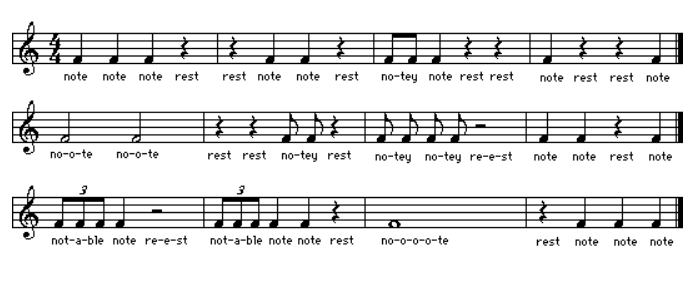 note note note rest rest note note rest no-tey note rest rest note rest rest note
no-o-te no-o-te rest rest no-tey rest no-tey no-tey re-e-st note note rest note
3 3
not-a-ble note re-e-st not-a-ble note note rest no-o-o-o-te rest note note note